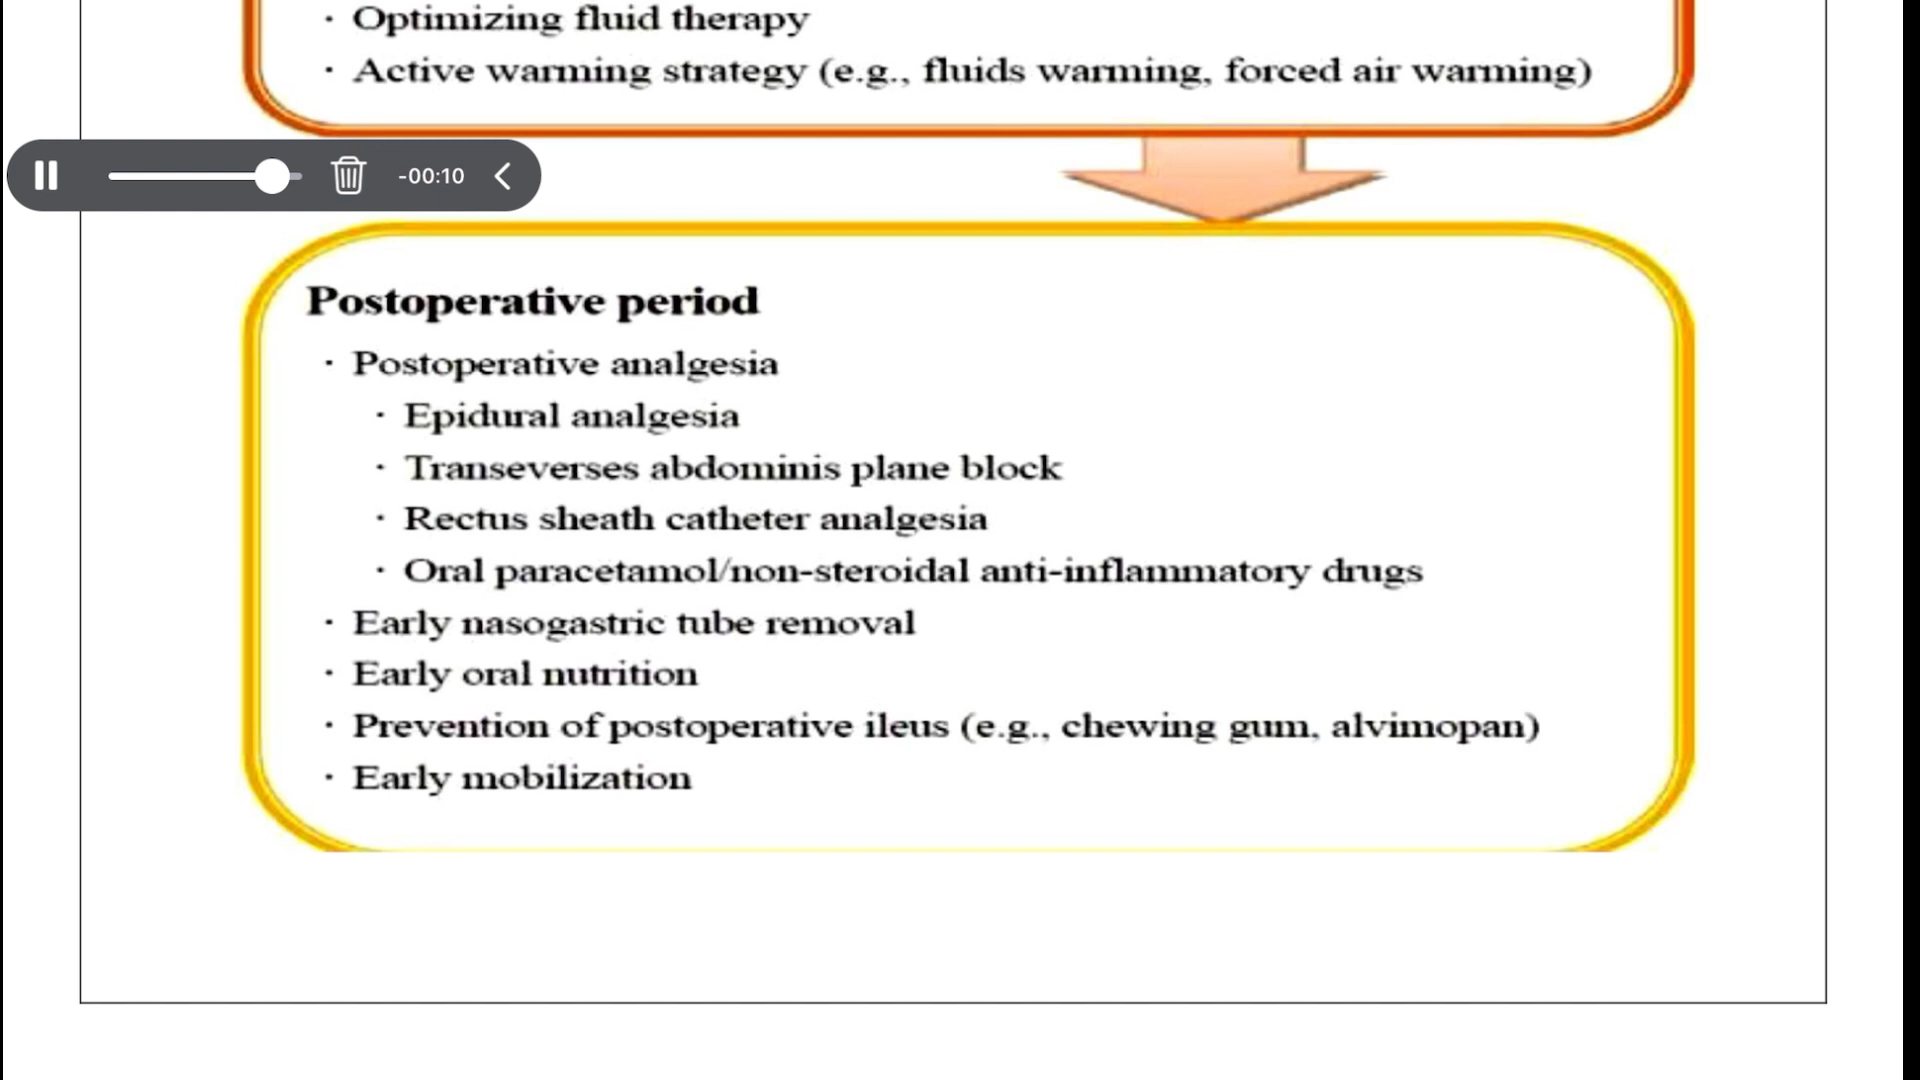 · Optimizing fluid therapy
· Active warming strategy (e.g., fluids warming, forced air warming)
-00:10
Postoperative period
· Postoperative analgesia
· Epidural analgesia
· Transeverses abdominis plane block
· Rectus sheath catheter analgesia
· Oral paracetamol/non-steroidal anti-inflammatory drugs
· Early nasogastric tube removal
· Early oral nutrition
· Prevention of postoperative ileus (e.g., chewing gum, alvimopan)
· Early mobilization